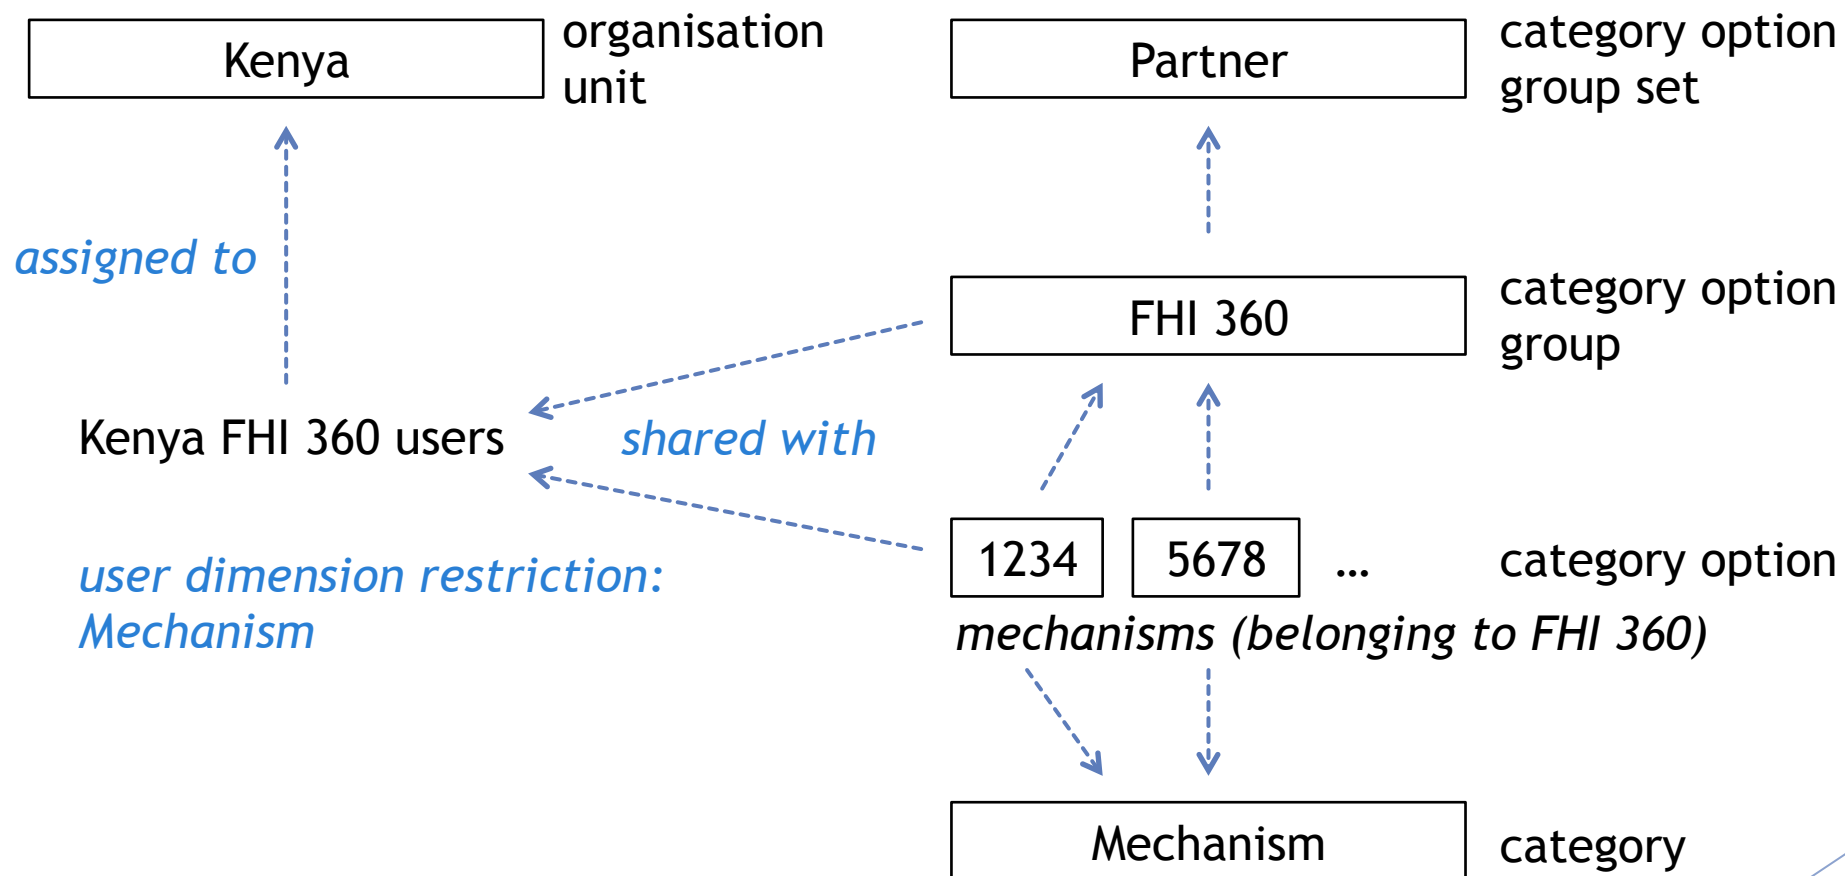 Kenya
organisation
unit
Partner
category option
group set
assigned to
FHI 360
category option
group
Kenya FHI 360 users
shared with
1234
5678
...
category option
user dimension restriction:
Mechanism
mechanisms (belonging to FHI 360)
Mechanism
category